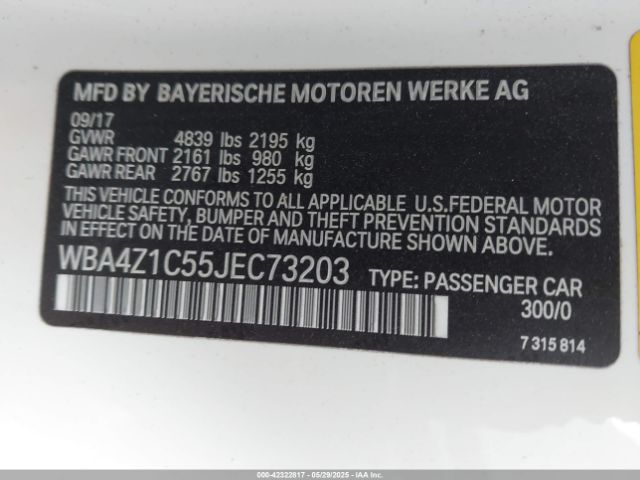 MFD BY BAYERISCHE MOTOREN WERKE AG
09/17
GVWR 4839 lbs 2195 kg
GAWR FRONT 2161 lbs 980 kg
GAWR REAR 2767 lbs 1255 kg
THIS VEHICLE CONFORMS TO ALL APPLICABLE U.S.FEDERAL MOTOR
VEHICLE SAFETY, BUMPER AND THEFT PREVENTION STANDARDS
IN EFFECT ON THE DATE OF MANUFACTURE SHOWN ABOVE.
WBA4Z1C55JEC73203 TYPE: PASSENGER CAR
300/0
7 315 814
000-42322817 - 05/29/2025 - IAAI.COM